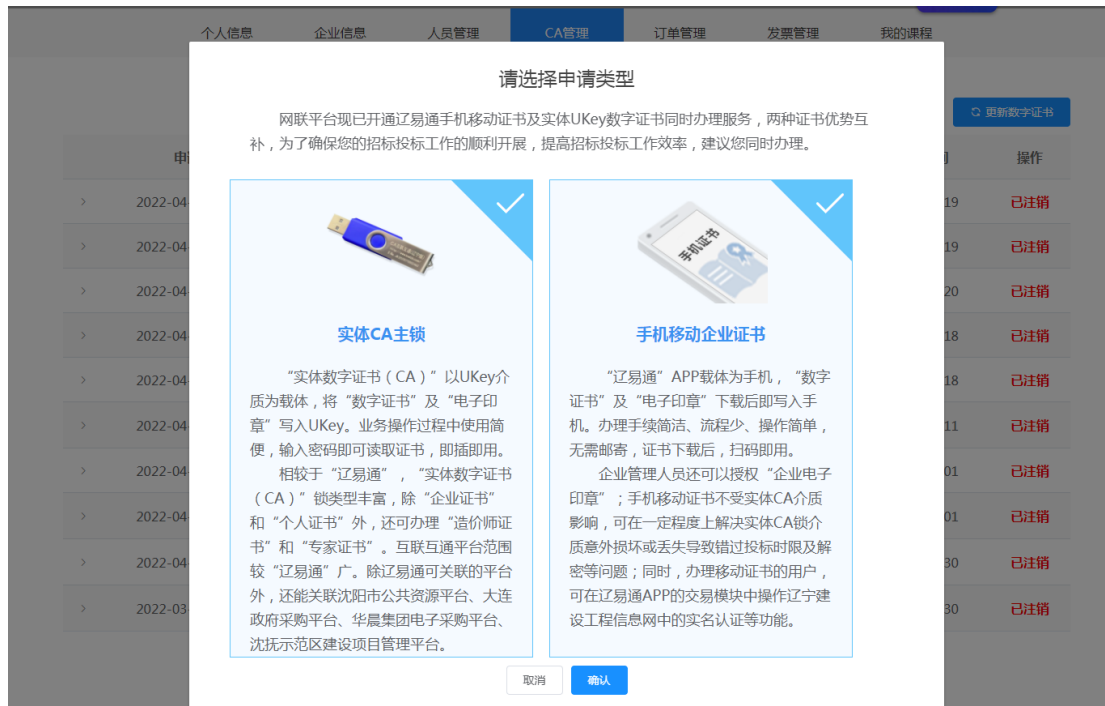 个人信息 企业信息 人员管理 CA管理 订单管理 发票管理 我的课程
请选择申请类型
网联平台现已开通辽易通手机移动证书及实体UKey数字证书同时办理服务，两种证书优势互
补，为了确保您的招标投标工作的顺利开展，提高招标投标工作效率，建议您同时办理。
更新数字证书
操作
手机证书
实体CA主锁
“实体数字证书（CA）”以UKey介
质为载体，将“数字证书”及“电子印
章”写入UKey。业务操作过程中使用简
便，输入密码即可读取证书，即插即用。
相较于“辽易通”，“实体数字证书
（CA）”锁类型丰富，除“企业证书”
和“个人证书”外，还可办理“造价师证
书”和“专家证书”。互联互通平台范围
较“辽易通”广。除辽易通可关联的平台
外，还能关联沈阳市公共资源平台、大连
政府采购平台、华晨集团电子采购平台、
沈抚示范区建设项目管理平台。
手机移动企业证书
“辽易通”APP载体为手机，“数字
证书”及“电子印章”下载后即写入手
机。办理手续简洁、流程少、操作简单，
无需邮寄，证书下载后，扫码即用。
企业管理人员还可以授权“企业电子
印章”；手机移动证书不受实体CA介质
影响，可在一定程度上解决实体CA锁介
质意外损坏或丢失导致错过投标时限及解
密等问题；同时，办理移动证书的用户，
可在辽易通APP的交易模块中操作辽宁建
设工程信息网中的实名认证等功能。
2022-04 19 已注销
2022-04 19 已注销
2022-04 20 已注销
2022-04 18 已注销
2022-04 18 已注销
2022-04 11 已注销
2022-04 01 已注销
2022-04 01 已注销
2022-04 30 已注销
2022-03 30 已注销
取消 确认